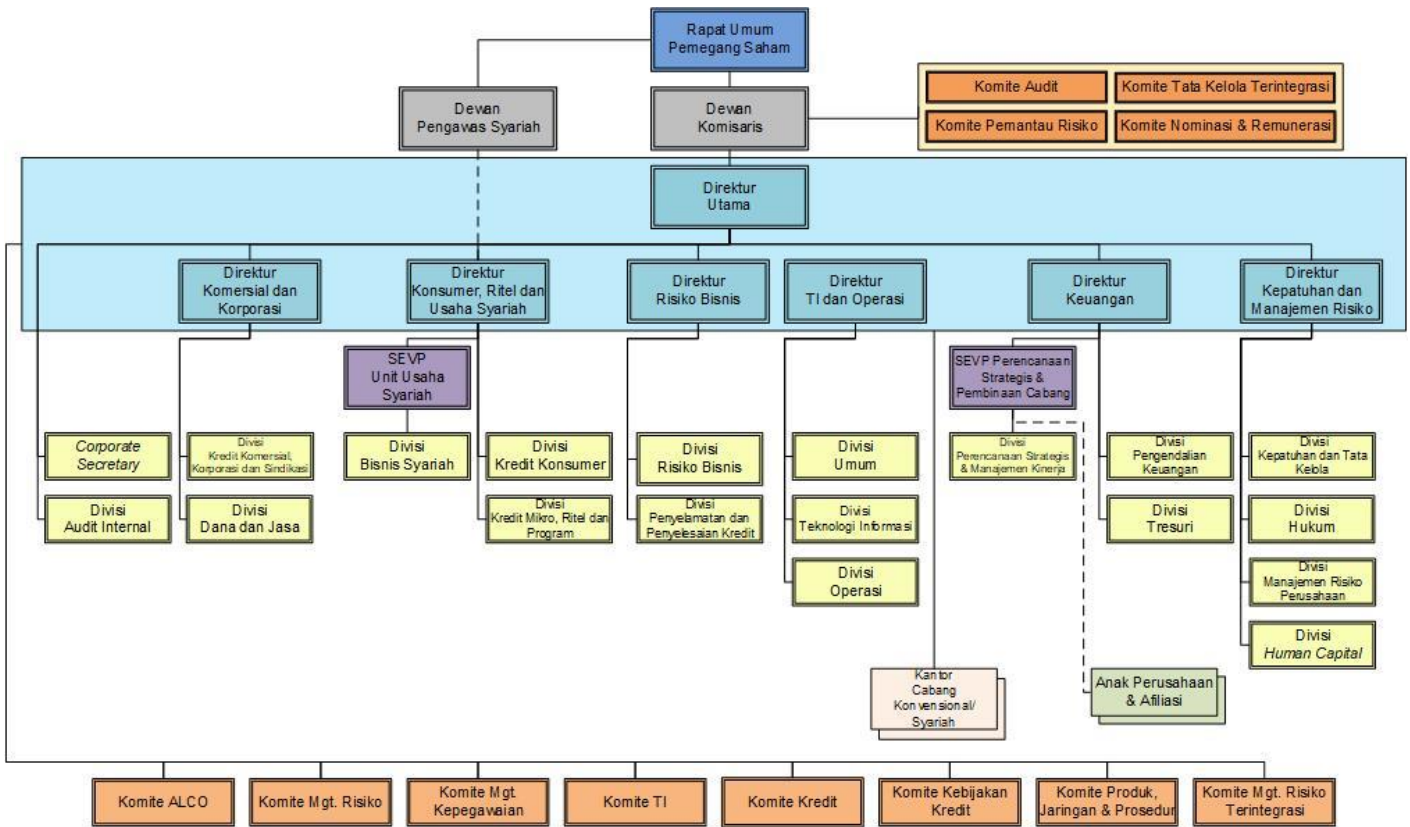 Rapat Umum
Pemegang Saham
Dewan
Pengawas Syariah
Dewan
Komisaris
Komite Audit
Komite Tata Kelola Terintegrasi
Komite Pemantau Risiko
Komite Nominasi & Remunerasi
Direktur
Utama
Direktur
Komersial dan
Korporasi
Direktur
Konsumer, Ritel dan
Usaha Syariah
Direktur
Risiko Bisnis
Direktur
TI dan Operasi
Direktur
Keuangan
Direktur
Kepatuhan dan
Manajemen Risiko
SEVP
Unit Usaha
Syariah
SEVP Perencanaan
Strategis &
Pembinaan Cabang
Corporate
Secretary
Divisi
Kredit Komersial,
Korporasi dan Sindikasi
Divisi
Bisnis Syariah
Divisi
Kredit Konsumer
Divisi
Risiko Bisnis
Divisi
Umum
Divisi
Perencanaan Strategis
& Manajemen Kinerja
Divisi
Pengendalian
Keuangan
Divisi
Kepatuhan dan Tata
Kelola
Divisi
Audit Internal
Divisi
Dana dan Jasa
Divisi
Kredit Mikro, Ritel dan
Program
Divisi
Penyelamatan dan
Penyelesaian Kredit
Divisi
Teknologi Informasi
Divisi
Tresuri
Divisi
Hukum
Divisi
Operasi
Divisi
Manajemen Risiko
Perusahaan
Divisi
Human Capital
Kantor
Cabang
Konvensional/
Syariah
Anak Perusahaan
& Afiliasi
Komite ALCO
Komite Mgt. Risiko
Komite Mgt.
Kepegawaian
Komite TI
Komite Kredit
Komite Kebijakan
Kredit
Komite Produk,
Jaringan & Prosedur
Komite Mgt. Risiko
Terintegrasi